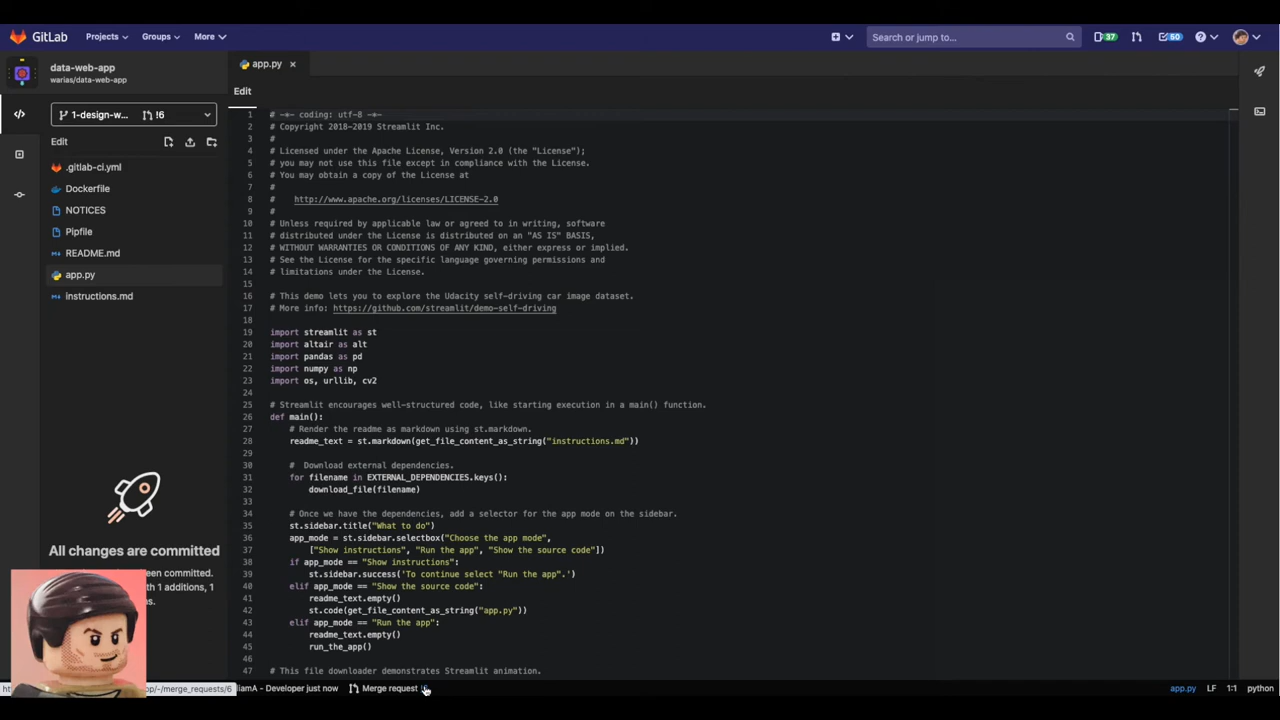 GitLab Projects Groups More Search or jump to... 37 50
data-web-app
warias/data-web-app
app.py
Edit
1-design-w... !6
Edit
.gitlab-ci.yml
Dockerfile
NOTICES
Pipfile
README.md
app.py
instructions.md
All changes are committed
een committed.
ith 1 additions, 1
s.
1 # -*- coding: utf-8 -*-
2 # Copyright 2018-2019 Streamlit Inc.
3 #
4 # Licensed under the Apache License, Version 2.0 (the "License");
5 # you may not use this file except in compliance with the License.
6 # You may obtain a copy of the License at
7 #
8 #    http://www.apache.org/licenses/LICENSE-2.0
9 #
10 # Unless required by applicable law or agreed to in writing, software
11 # distributed under the License is distributed on an "AS IS" BASIS,
12 # WITHOUT WARRANTIES OR CONDITIONS OF ANY KIND, either express or implied.
13 # See the License for the specific language governing permissions and
14 # limitations under the License.
15
16 # This demo lets you to explore the Udacity self-driving car image dataset.
17 # More info: https://github.com/streamlit/demo-self-driving
18
19 import streamlit as st
20 import altair as alt
21 import pandas as pd
22 import numpy as np
23 import os, urllib, cv2
24
25 # Streamlit encourages well-structured code, like starting execution in a main() function.
26 def main():
27     # Render the readme as markdown using st.markdown.
28     readme_text = st.markdown(get_file_content_as_string("instructions.md"))
29
30     # Download external dependencies.
31     for filename in EXTERNAL_DEPENDENCIES.keys():
32         download_file(filename)
33
34     # Once we have the dependencies, add a selector for the app mode on the sidebar.
35     st.sidebar.title("What to do")
36     app_mode = st.sidebar.selectbox("Choose the app mode",
37         ["Show instructions", "Run the app", "Show the source code"])
38     if app_mode == "Show instructions":
39         st.sidebar.success('To continue select "Run the app".')
40     elif app_mode == "Show the source code":
41         readme_text.empty()
42         st.code(get_file_content_as_string("app.py"))
43     elif app_mode == "Run the app":
44         readme_text.empty()
45         run_the_app()
46
47 # This file downloader demonstrates Streamlit animation.
op/-/merge_requests/6 iamA - Developer just now Merge request app.py LF 1:1 python